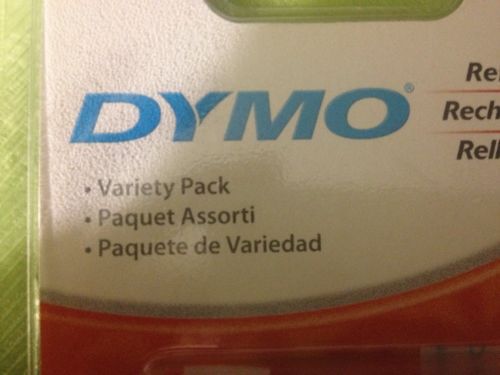 DYMO®
• Variety Pack
• Paquet Assorti
• Paquete de Variedad